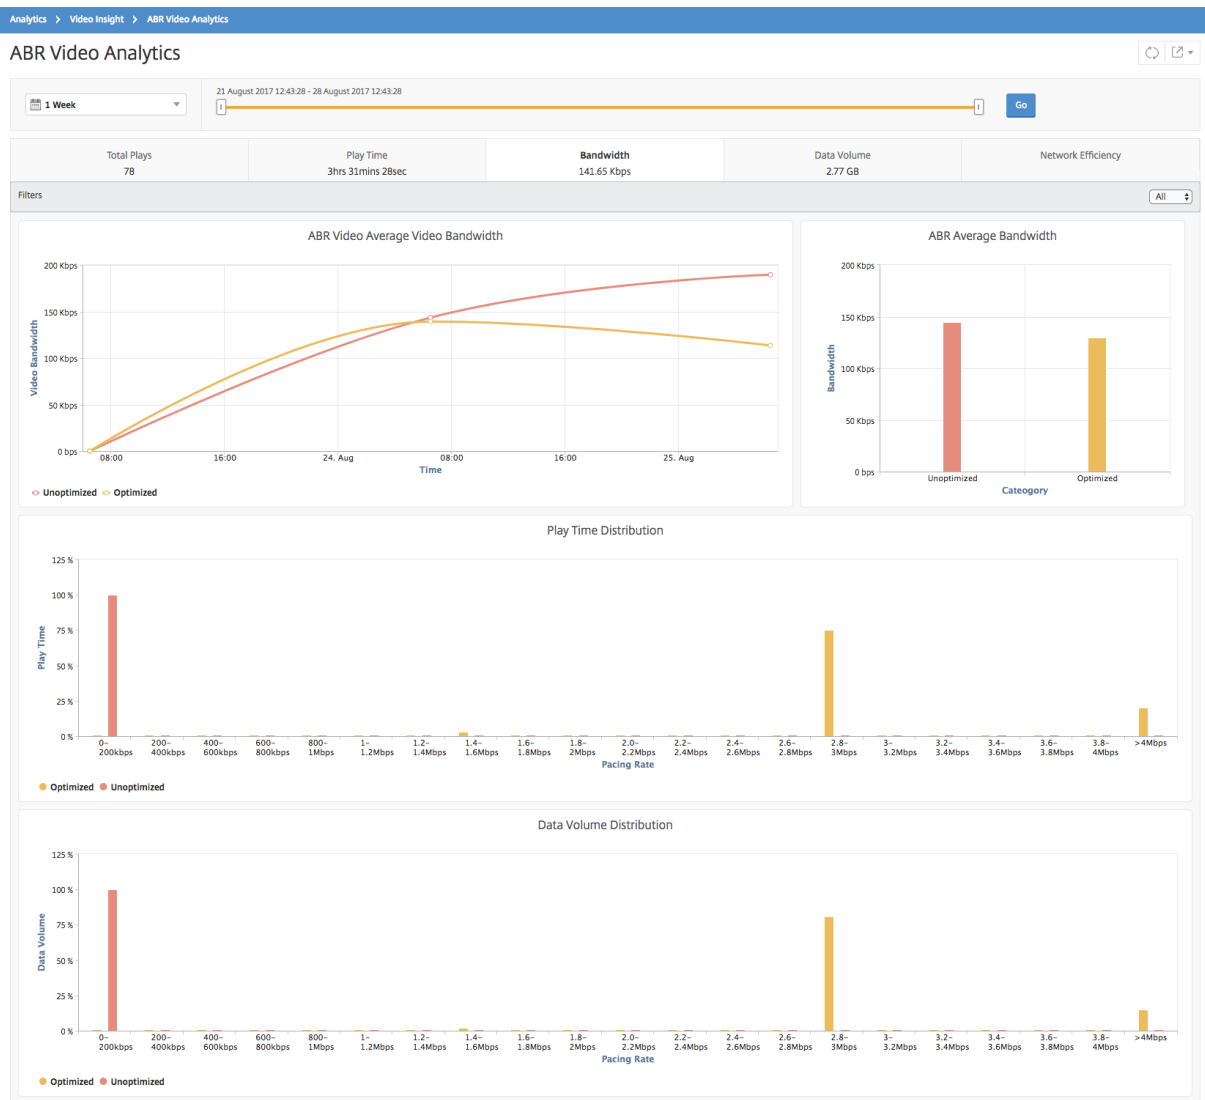 Analytics > Video Insight > ABR Video Analytics
ABR Video Analytics
1 Week
21 August 2017 12:43:28 - 28 August 2017 12:43:28
Go
Total Plays
78
Play Time
3hrs 31mins 28sec
Bandwidth
141.65 Kbps
Data Volume
2.77 GB
Network Efficiency
Filters
All
ABR Video Average Video Bandwidth
200 Kbps
150 Kbps
100 Kbps
50 Kbps
0 bps
Video Bandwidth
08:00 16:00 24. Aug 08:00 16:00 25. Aug
Time
Unoptimized Optimized
ABR Average Bandwidth
200 Kbps
150 Kbps
100 Kbps
50 Kbps
0 bps
Bandwidth
Unoptimized Optimized
Cateogory
Play Time Distribution
125 %
100 %
75 %
50 %
25 %
0 %
Play Time
0– 200– 400– 600– 800– 1– 1.2– 1.4– 1.6– 1.8– 2.0– 2.2– 2.4– 2.6– 2.8– 3– 3.2– 3.4– 3.6– 3.8– >4Mbps
200kbps 400kbps 600kbps 800kbps 1Mbps 1.2Mbps 1.4Mbps 1.6Mbps 1.8Mbps 2Mbps 2.2Mbps 2.4Mbps 2.6Mbps 2.8Mbps 3Mbps 3.2Mbps 3.4Mbps 3.6Mbps 3.8Mbps 4Mbps
Pacing Rate
Optimized Unoptimized
Data Volume Distribution
125 %
100 %
75 %
50 %
25 %
0 %
Data Volume
0– 200– 400– 600– 800– 1– 1.2– 1.4– 1.6– 1.8– 2.0– 2.2– 2.4– 2.6– 2.8– 3– 3.2– 3.4– 3.6– 3.8– >4Mbps
200kbps 400kbps 600kbps 800kbps 1Mbps 1.2Mbps 1.4Mbps 1.6Mbps 1.8Mbps 2Mbps 2.2Mbps 2.4Mbps 2.6Mbps 2.8Mbps 3Mbps 3.2Mbps 3.4Mbps 3.6Mbps 3.8Mbps 4Mbps
Pacing Rate
Optimized Unoptimized